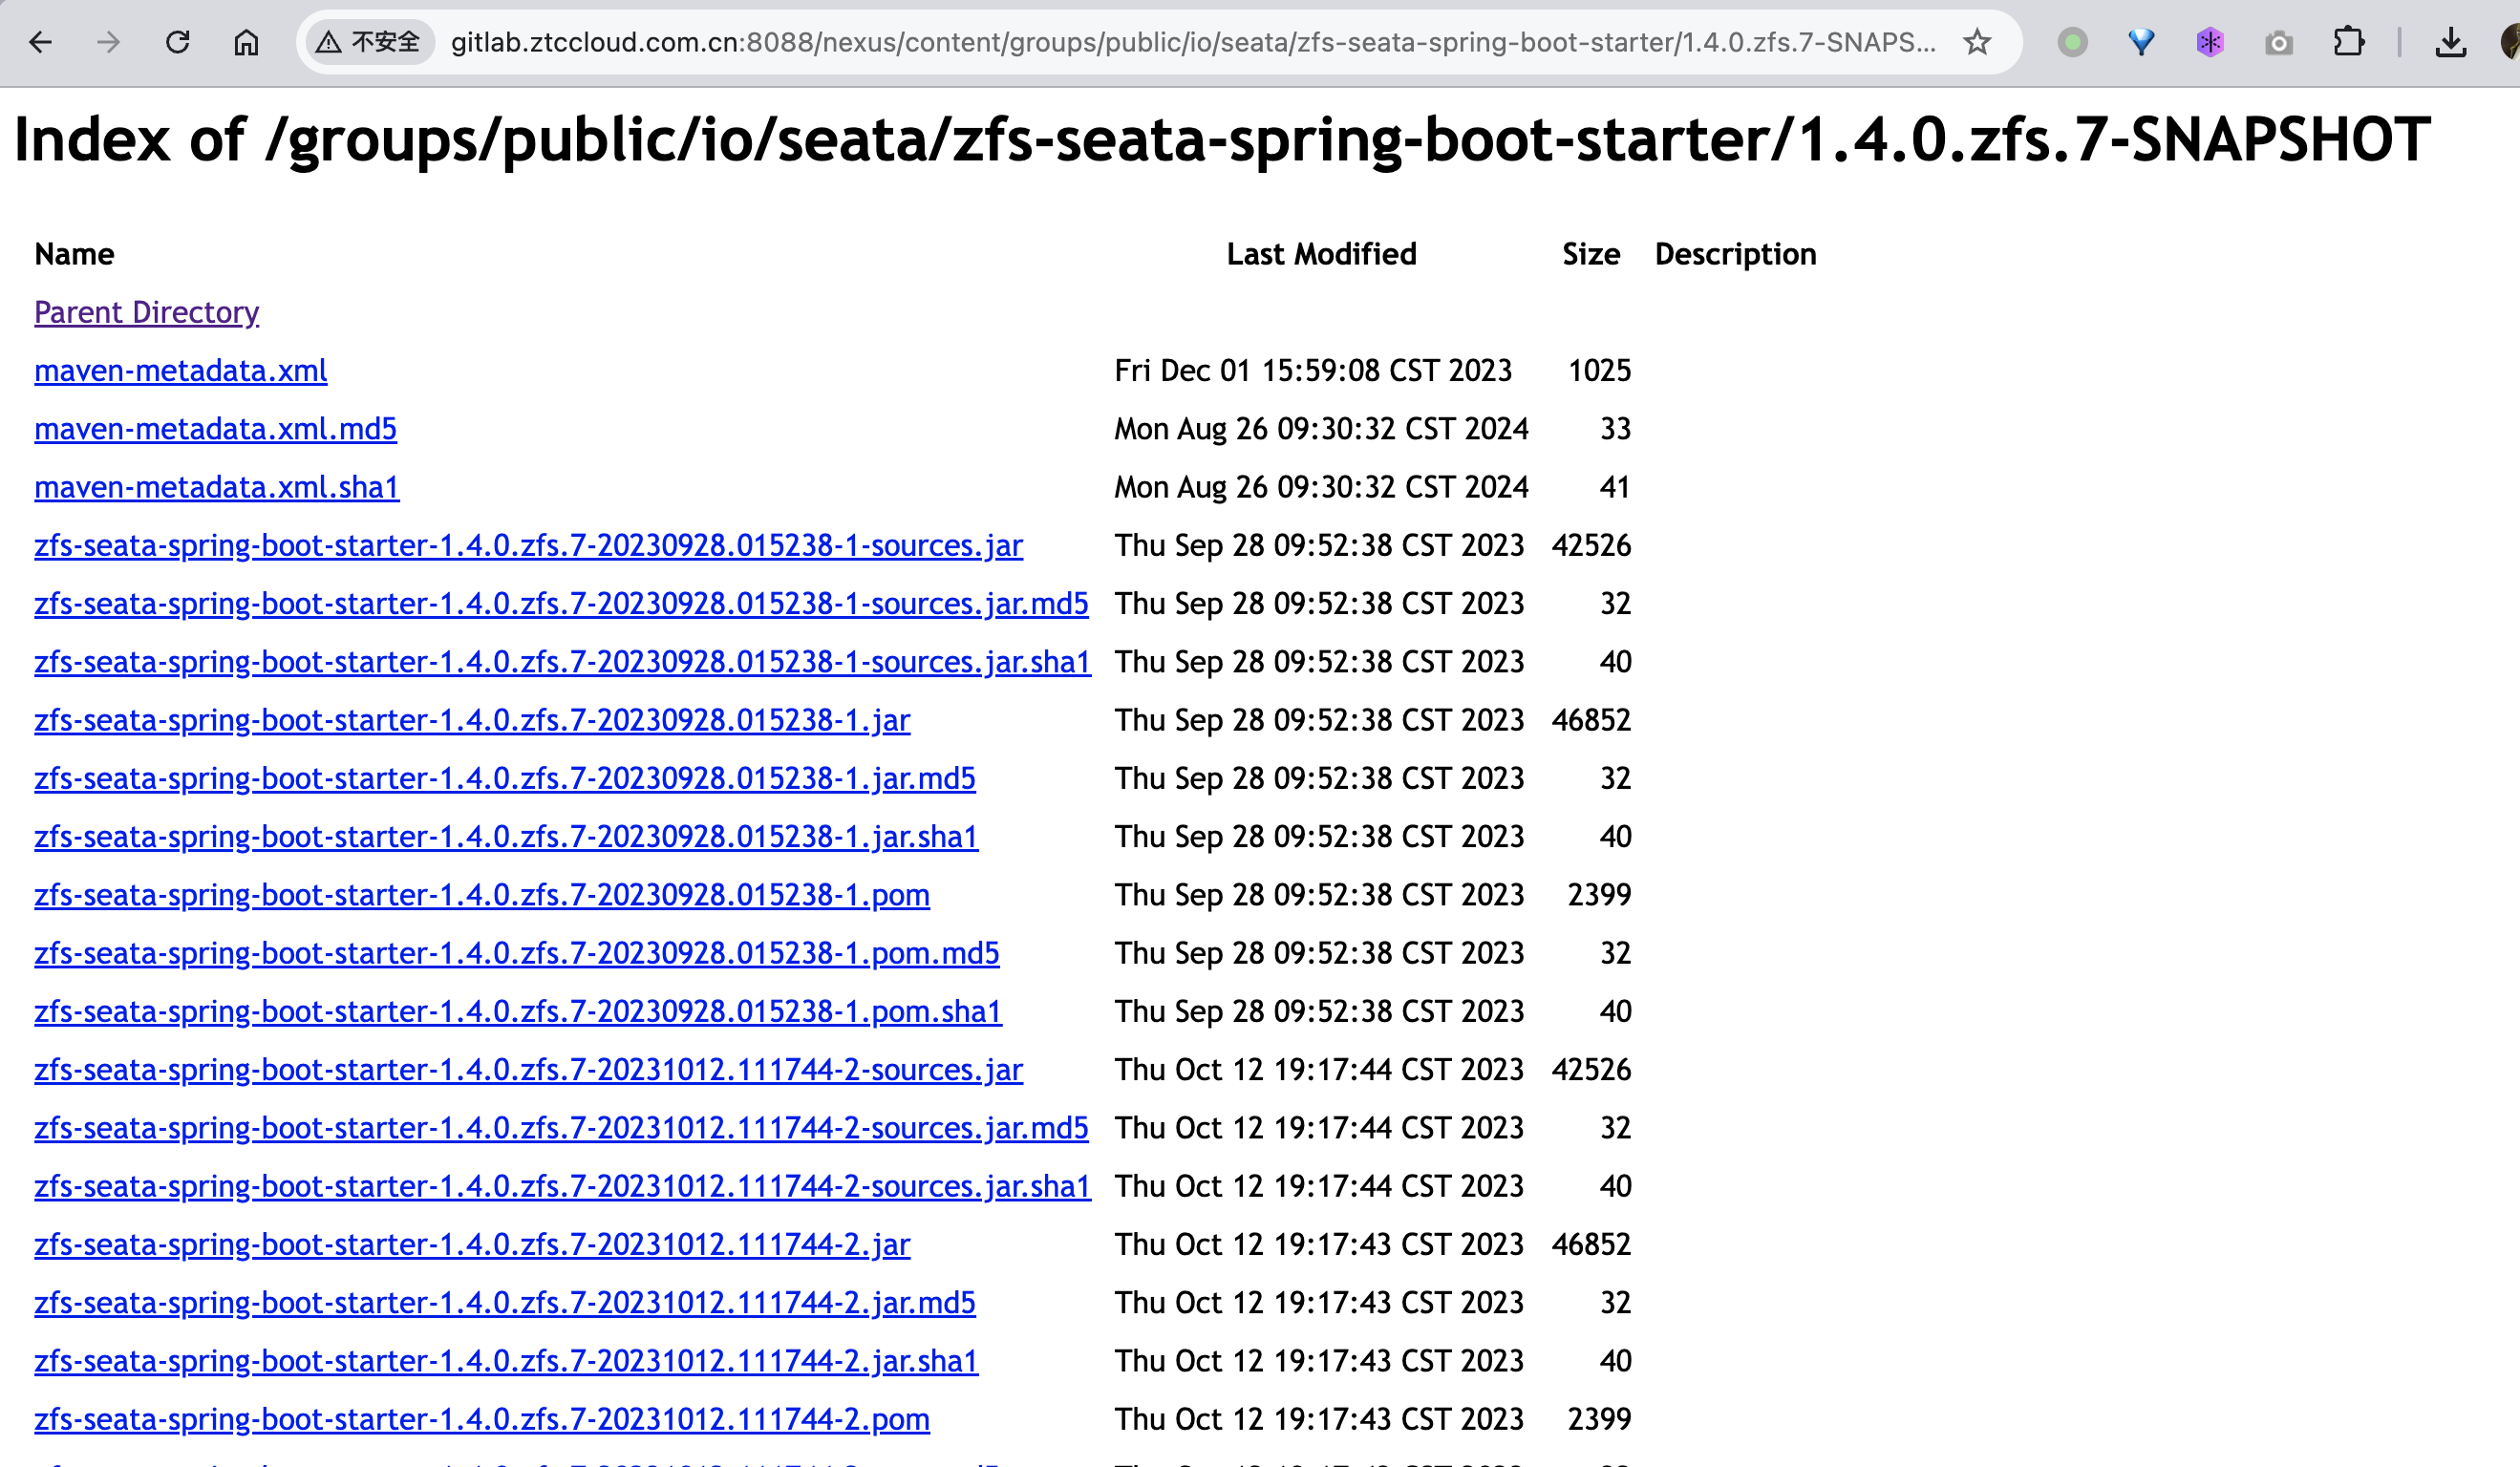 不安全 gitlab.ztccloud.com.cn:8088/nexus/content/groups/public/io/seata/zfs-seata-spring-boot-starter/1.4.0.zfs.7-SNAPS...
Index of /groups/public/io/seata/zfs-seata-spring-boot-starter/1.4.0.zfs.7-SNAPSHOT
Name Last Modified Size Description
Parent Directory
maven-metadata.xml Fri Dec 01 15:59:08 CST 2023 1025
maven-metadata.xml.md5 Mon Aug 26 09:30:32 CST 2024 33
maven-metadata.xml.sha1 Mon Aug 26 09:30:32 CST 2024 41
zfs-seata-spring-boot-starter-1.4.0.zfs.7-20230928.015238-1-sources.jar Thu Sep 28 09:52:38 CST 2023 42526
zfs-seata-spring-boot-starter-1.4.0.zfs.7-20230928.015238-1-sources.jar.md5 Thu Sep 28 09:52:38 CST 2023 32
zfs-seata-spring-boot-starter-1.4.0.zfs.7-20230928.015238-1-sources.jar.sha1 Thu Sep 28 09:52:38 CST 2023 40
zfs-seata-spring-boot-starter-1.4.0.zfs.7-20230928.015238-1.jar Thu Sep 28 09:52:38 CST 2023 46852
zfs-seata-spring-boot-starter-1.4.0.zfs.7-20230928.015238-1.jar.md5 Thu Sep 28 09:52:38 CST 2023 32
zfs-seata-spring-boot-starter-1.4.0.zfs.7-20230928.015238-1.jar.sha1 Thu Sep 28 09:52:38 CST 2023 40
zfs-seata-spring-boot-starter-1.4.0.zfs.7-20230928.015238-1.pom Thu Sep 28 09:52:38 CST 2023 2399
zfs-seata-spring-boot-starter-1.4.0.zfs.7-20230928.015238-1.pom.md5 Thu Sep 28 09:52:38 CST 2023 32
zfs-seata-spring-boot-starter-1.4.0.zfs.7-20230928.015238-1.pom.sha1 Thu Sep 28 09:52:38 CST 2023 40
zfs-seata-spring-boot-starter-1.4.0.zfs.7-20231012.111744-2-sources.jar Thu Oct 12 19:17:44 CST 2023 42526
zfs-seata-spring-boot-starter-1.4.0.zfs.7-20231012.111744-2-sources.jar.md5 Thu Oct 12 19:17:44 CST 2023 32
zfs-seata-spring-boot-starter-1.4.0.zfs.7-20231012.111744-2-sources.jar.sha1 Thu Oct 12 19:17:44 CST 2023 40
zfs-seata-spring-boot-starter-1.4.0.zfs.7-20231012.111744-2.jar Thu Oct 12 19:17:43 CST 2023 46852
zfs-seata-spring-boot-starter-1.4.0.zfs.7-20231012.111744-2.jar.md5 Thu Oct 12 19:17:43 CST 2023 32
zfs-seata-spring-boot-starter-1.4.0.zfs.7-20231012.111744-2.jar.sha1 Thu Oct 12 19:17:43 CST 2023 40
zfs-seata-spring-boot-starter-1.4.0.zfs.7-20231012.111744-2.pom Thu Oct 12 19:17:43 CST 2023 2399